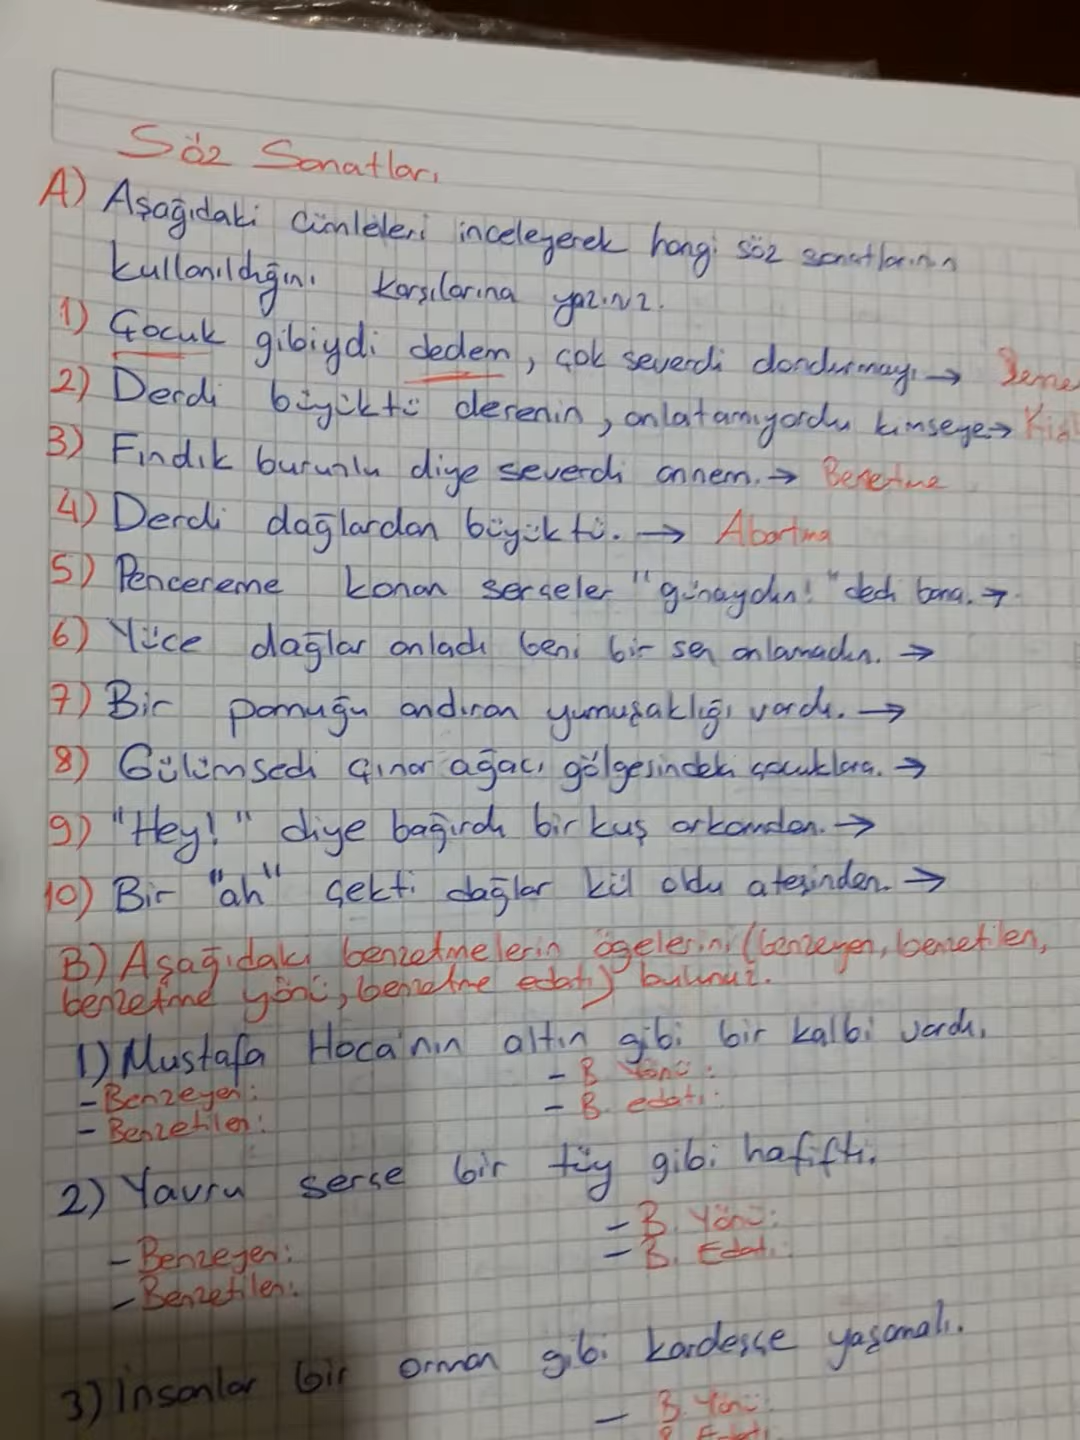 Söz Sanatları
A) Aşağıdaki cümleleri inceleyerek hangi söz sanatlarının
kullanıldığını karşılarına yazınız.
1) Çocuk gibiydi dedem, çok severdi dondurmayı →
2) Derdi büyüktü derenin, anlatamıyordu kimseye →
3) Fındık burunlu diye severdi annem. → Benzetme
4) Derdi dağlardan büyüktü. → Abartma
5) Pencereme konan serçeler "günaydın!" dedi bana. →
6) Yüce dağlar anladı beni bir sen anlamadın. →
7) Bir pamuğu andıran yumuşaklığı vardı. →
8) Gülümsedi çınar ağacı gölgesindeki çocuklara. →
9) "Hey!" diye bağırdı bir kuş arkamdan. →
10) Bir "ah" çekti dağlar kül oldu ateşinden. →
B) Aşağıdaki benzetmelerin ögelerini (benzeyen, benzetilen,
benzetme yönü, benzetme edatı) bulunuz.
1) Mustafa Hoca'nın altın gibi bir kalbi vardı.
- Benzeyen: - B Yönü:
- Benzetilen: - B. edatı:
2) Yavru serçe bir tüy gibi hafifti.
- B. Yönü:
- Benzeyen: - B. Edatı:
- Benzetilen:
3) İnsanlar bir orman gibi kardeşçe yaşamalı.
- B. Yönü: